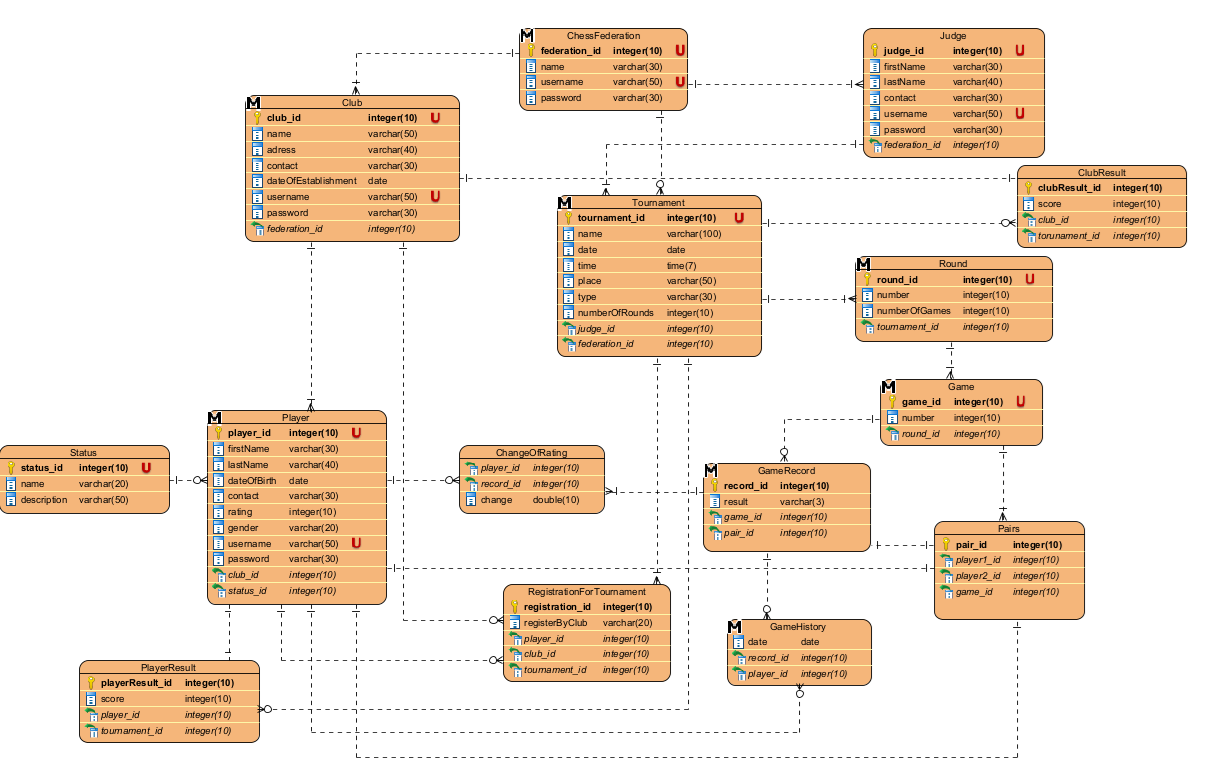 M ChessFederation
federation_id integer(10) U
name varchar(30)
username varchar(50) U
password varchar(30)
Judge
judge_id integer(10) U
firstName varchar(30)
lastName varchar(40)
contact varchar(30)
username varchar(50) U
password varchar(30)
federation_id integer(10)
M Club
club_id integer(10) U
name varchar(50)
adress varchar(40)
contact varchar(30)
dateOfEstablishment date
username varchar(50) U
password varchar(30)
federation_id integer(10)
ClubResult
clubResult_id integer(10)
score integer(10)
club_id integer(10)
torunament_id integer(10)
M Tournament
tournament_id integer(10) U
name varchar(100)
date date
time time(7)
place varchar(50)
type varchar(30)
numberOfRounds integer(10)
judge_id integer(10)
federation_id integer(10)
M Round
round_id integer(10) U
number integer(10)
numberOfGames integer(10)
tournament_id integer(10)
M Game
game_id integer(10) U
number integer(10)
round_id integer(10)
M Player
player_id integer(10) U
firstName varchar(30)
lastName varchar(40)
dateOfBirth date
contact varchar(30)
rating integer(10)
gender varchar(20)
username varchar(50) U
password varchar(30)
club_id integer(10)
status_id integer(10)
Status
status_id integer(10) U
name varchar(20)
description varchar(50)
ChangeOfRating
player_id integer(10)
record_id integer(10)
change double(10)
M GameRecord
record_id integer(10)
result varchar(3)
game_id integer(10)
pair_id integer(10)
Pairs
pair_id integer(10)
player1_id integer(10)
player2_id integer(10)
game_id integer(10)
RegistrationForTournament
registration_id integer(10)
registerByClub varchar(20)
player_id integer(10)
club_id integer(10)
tournament_id integer(10)
M GameHistory
date date
record_id integer(10)
player_id integer(10)
PlayerResult
playerResult_id integer(10)
score integer(10)
player_id integer(10)
tournament_id integer(10)